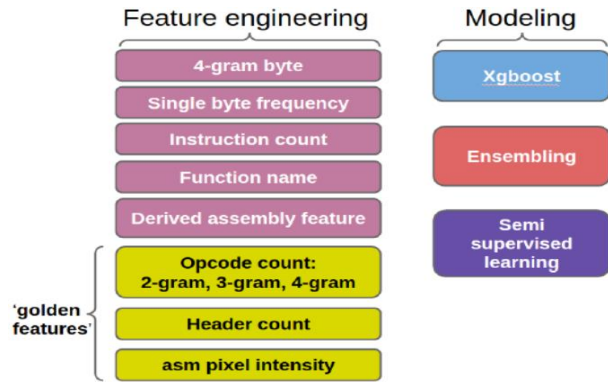 Feature engineering
4-gram byte
Single byte frequency
Instruction count
Function name
Derived assembly feature
Opcode count:
2-gram, 3-gram, 4-gram
Header count
asm pixel intensity
'golden
features'
Modeling
Xgboost
Ensembling
Semi
supervised
learning